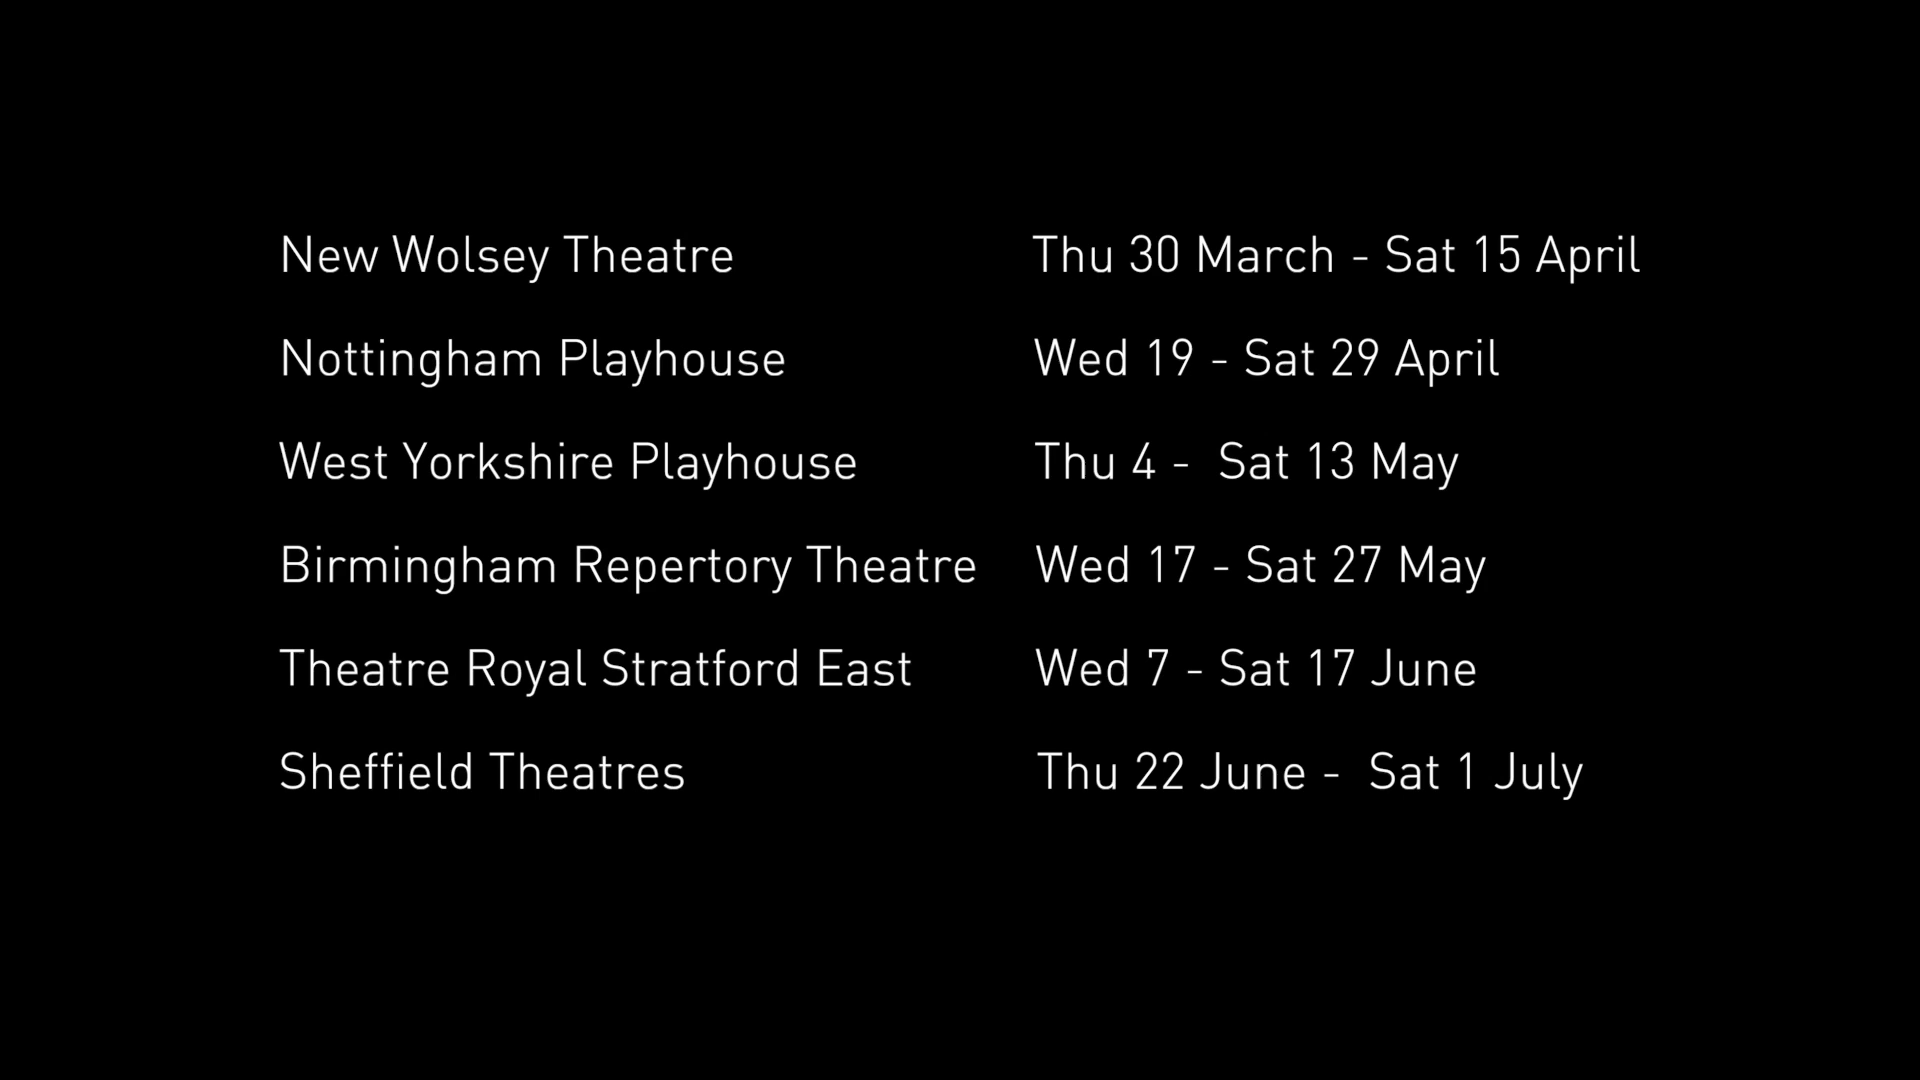 New Wolsey Theatre Thu 30 March - Sat 15 April
Nottingham Playhouse Wed 19 - Sat 29 April
West Yorkshire Playhouse Thu 4 -  Sat 13 May
Birmingham Repertory Theatre Wed 17 - Sat 27 May
Theatre Royal Stratford East Wed 7 - Sat 17 June
Sheffield Theatres Thu 22 June -  Sat 1 July